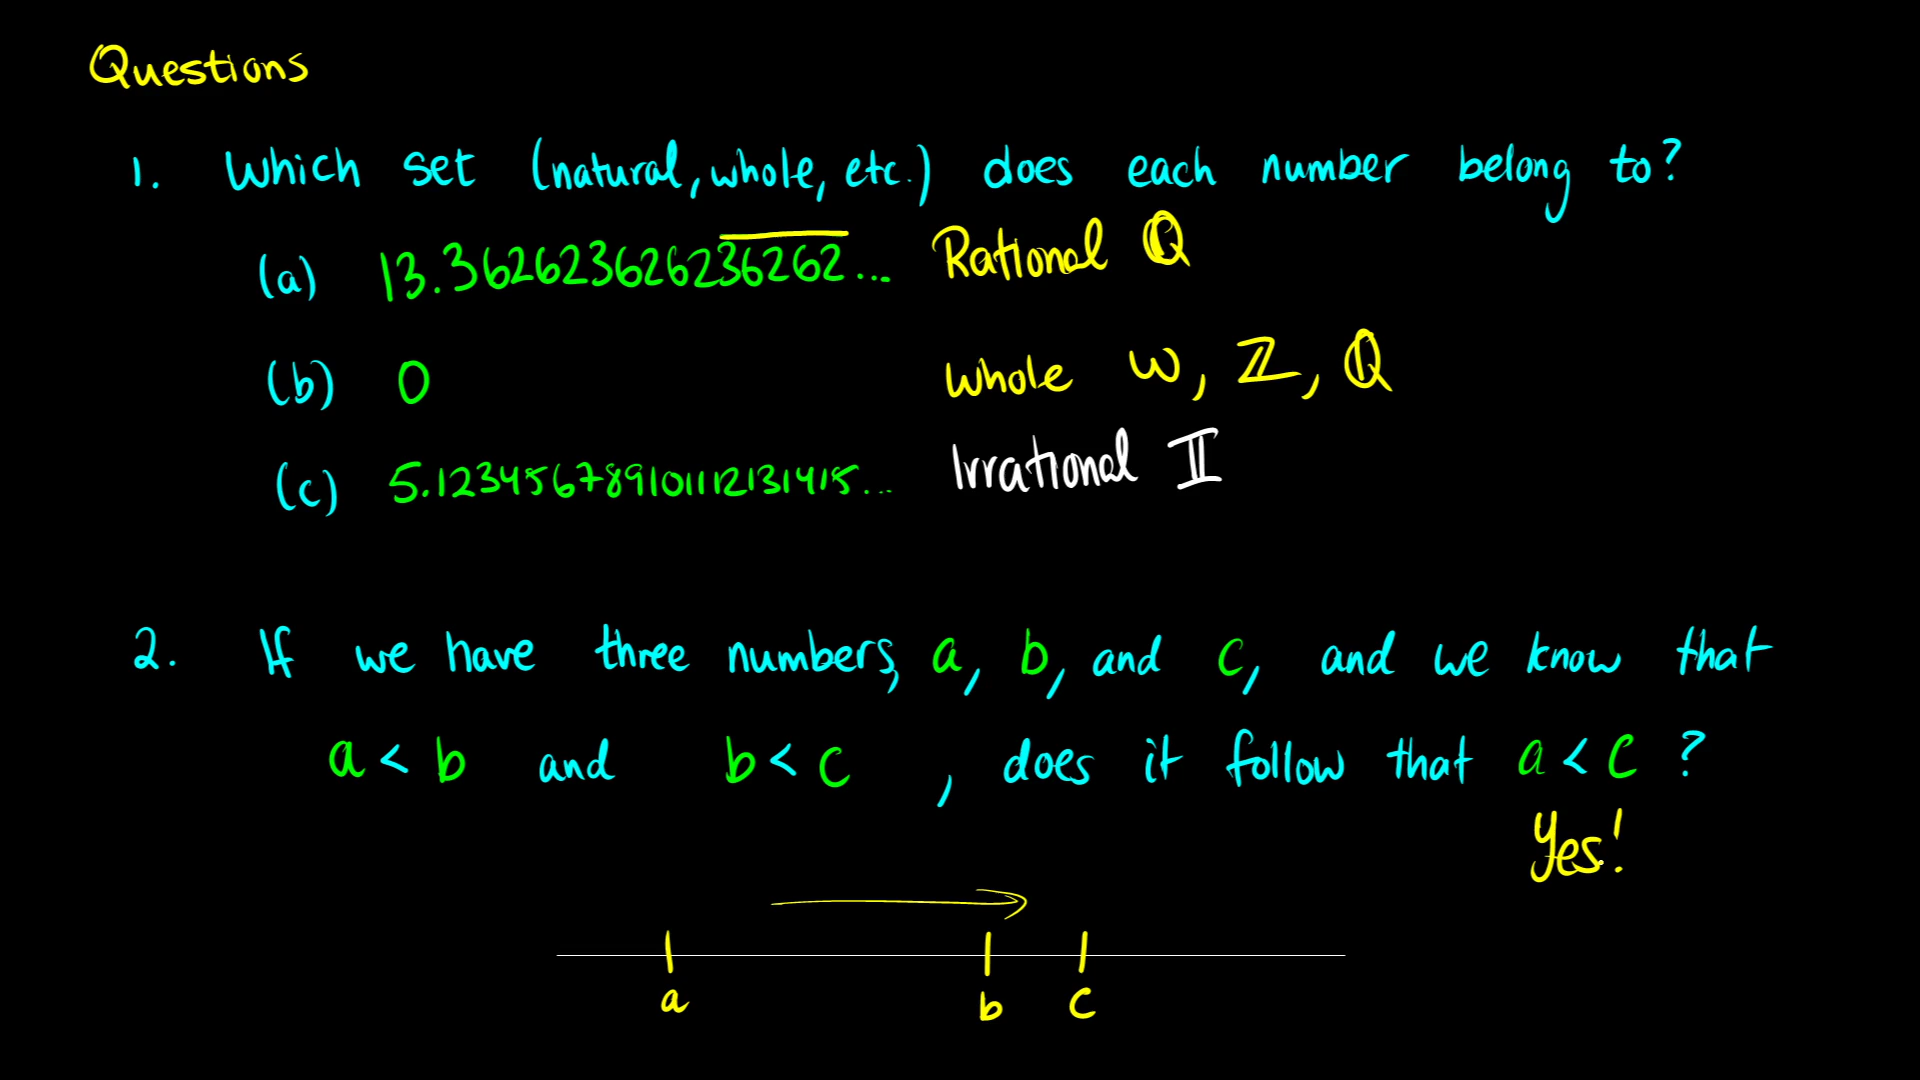 Questions
1. Which set (natural, whole, etc.) does each number belong to?
(a) 13.362623626236262... Rational ℚ
(b) 0 Whole W, ℤ, ℚ
(c) 5.123456789101112131415... Irrational 𝕀
2. If we have three numbers, a, b, and c, and we know that
a < b and b < c , does it follow that a < c ?
Yes!
a b c